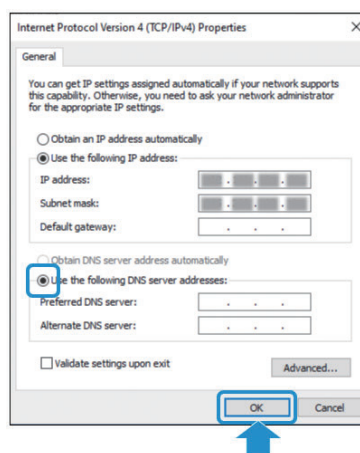 Internet Protocol Version 4 (TCP/IPv4) Properties
General
You can get IP settings assigned automatically if your network supports
this capability. Otherwise, you need to ask your network administrator
for the appropriate IP settings.
Obtain an IP address automatically
Use the following IP address:
IP address:
Subnet mask:
Default gateway:
Obtain DNS server address automatically
Use the following DNS server addresses:
Preferred DNS server:
Alternate DNS server:
Validate settings upon exit
Advanced...
OK
Cancel